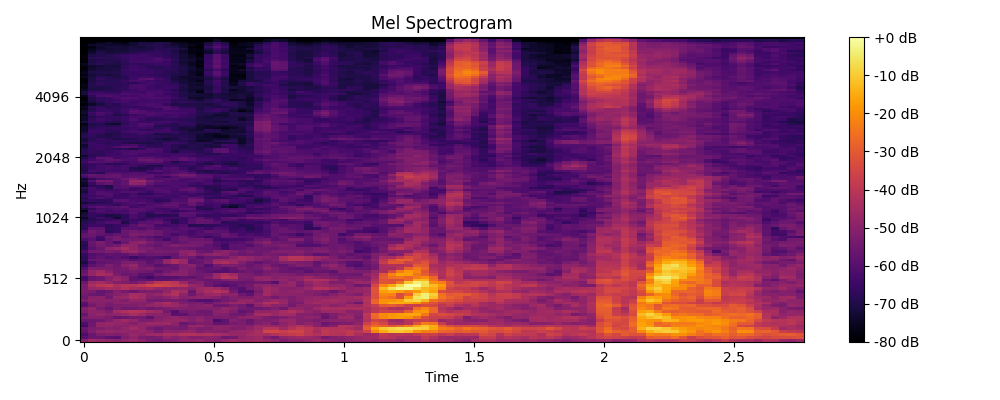 Mel Spectrogram
+0 dB
-10 dB
-20 dB
-30 dB
-40 dB
-50 dB
-60 dB
-70 dB
-80 dB
4096
2048
1024
512
0
Hz
0 0.5 1 1.5 2 2.5
Time